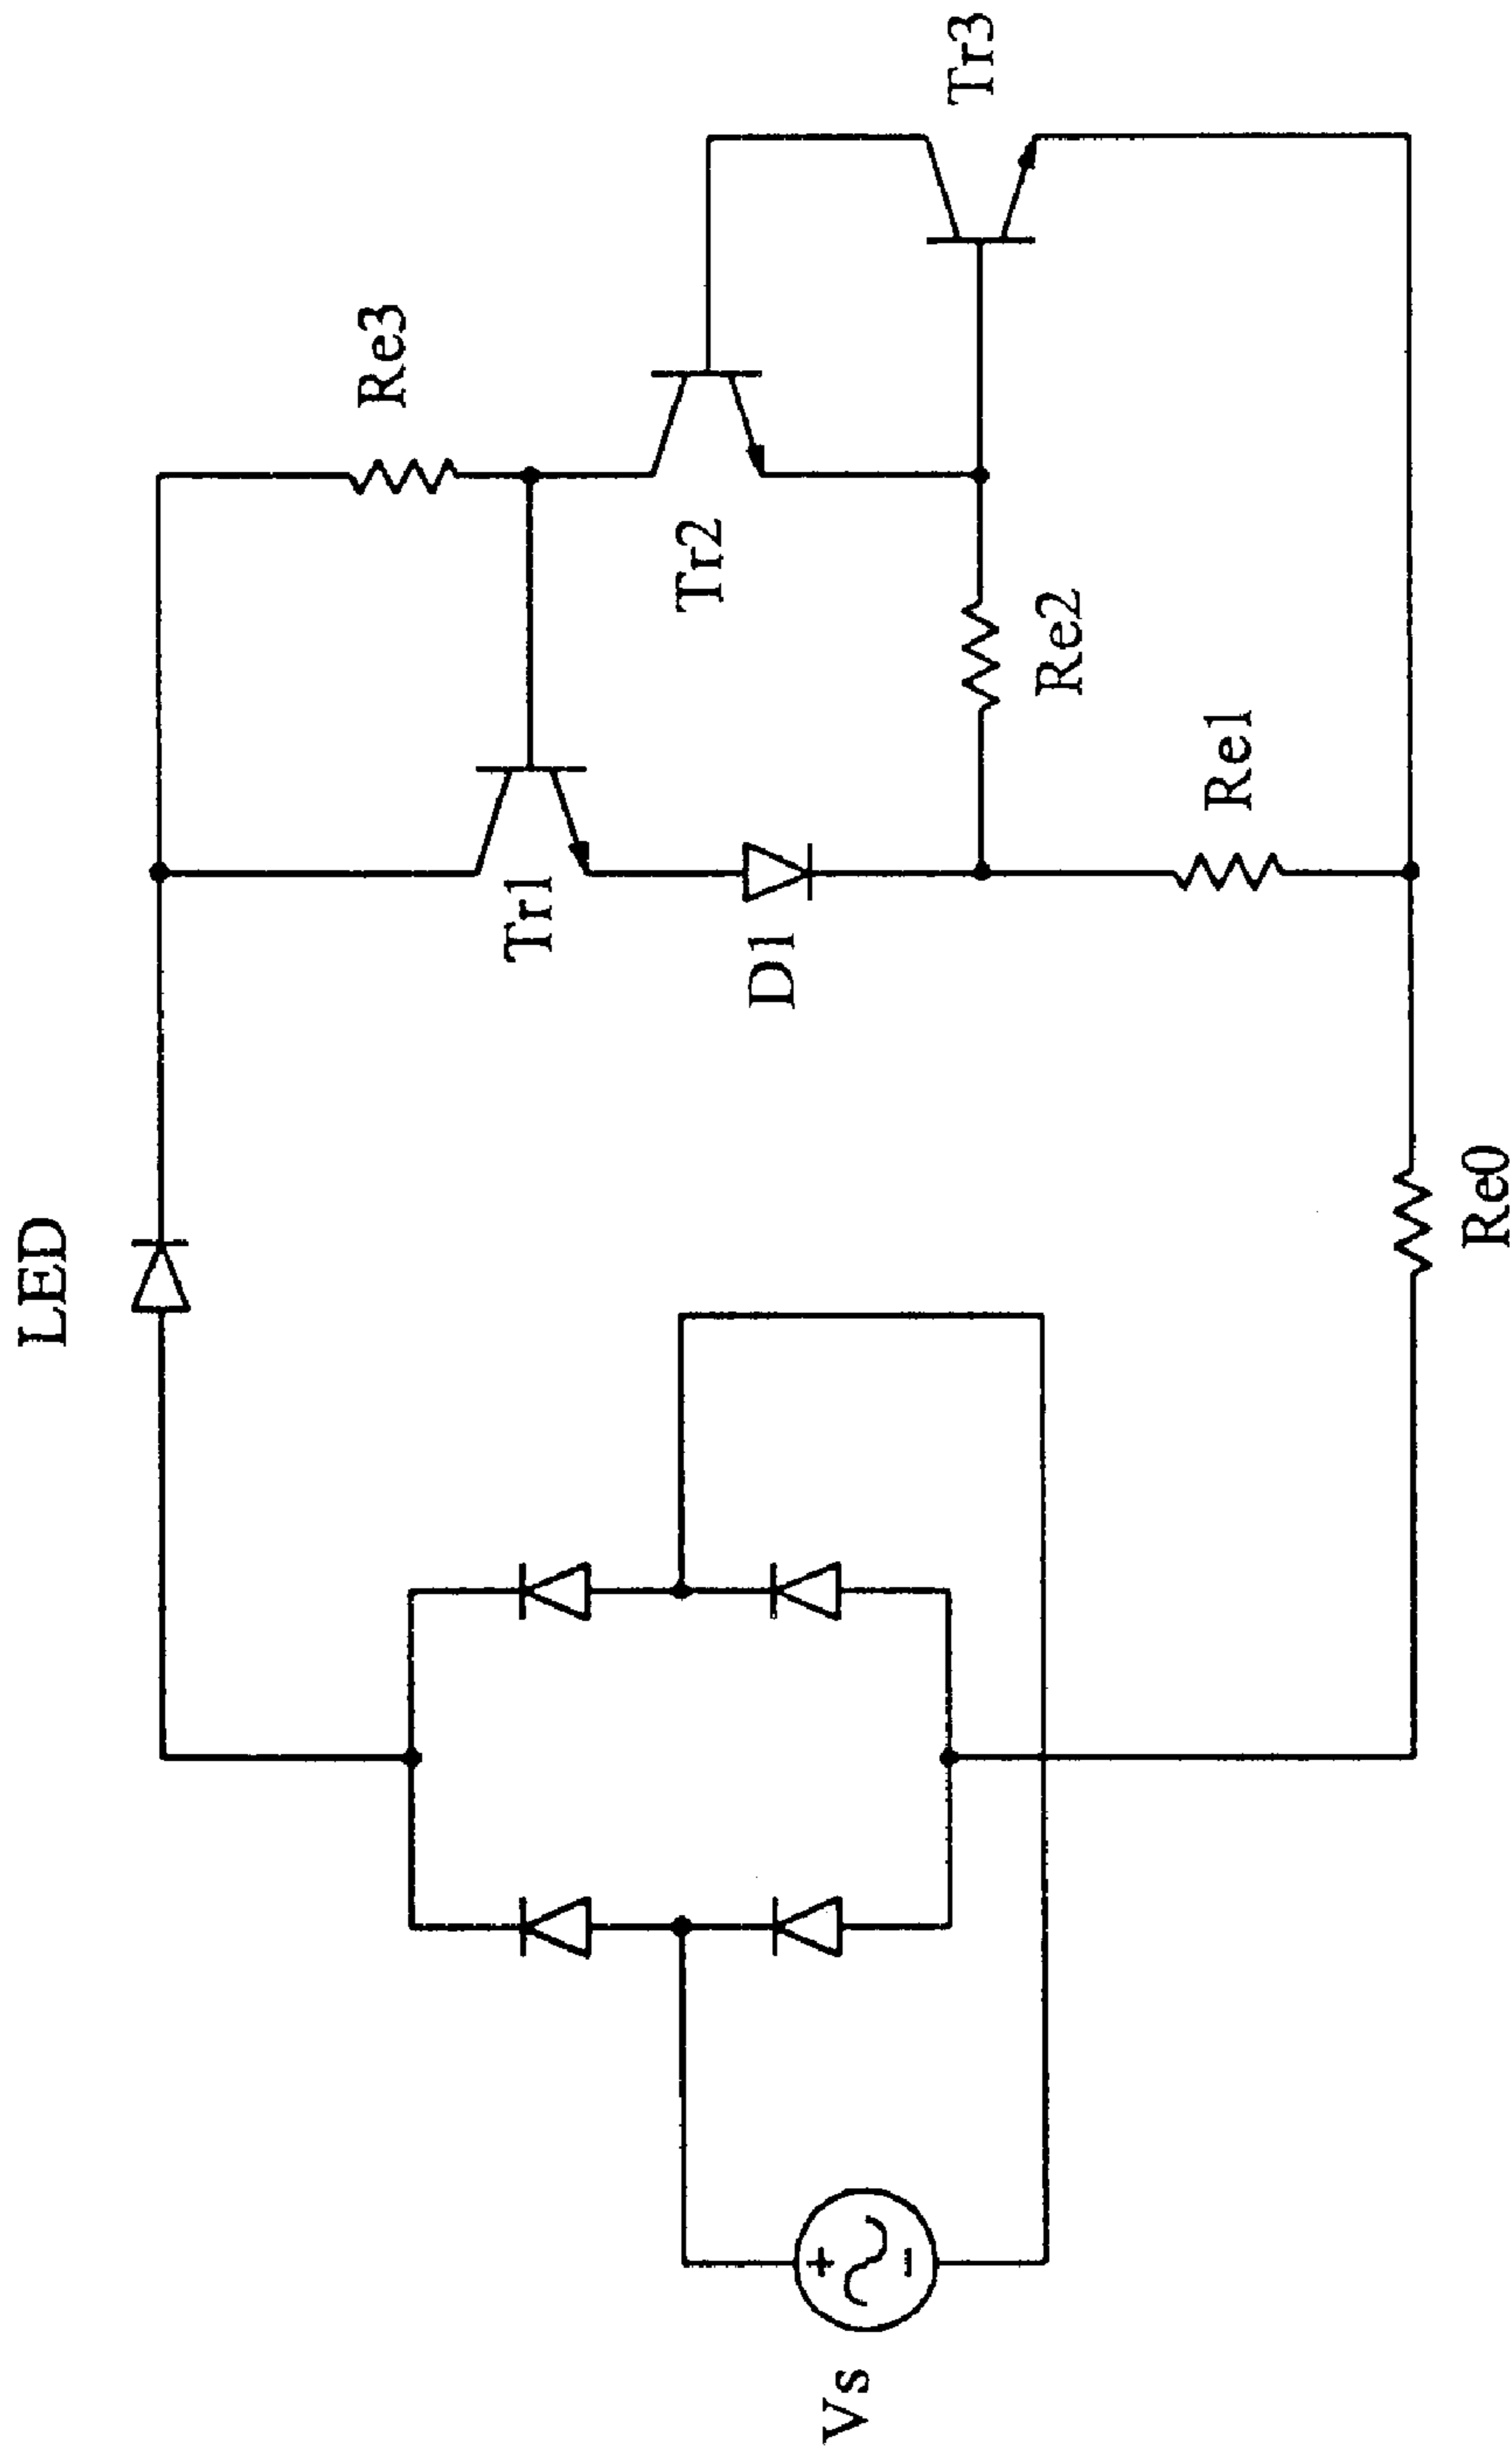 LED
Re3
Tr1
Tr2
Tr3
D1
Re2
Re1
Re0
Vs
+
-